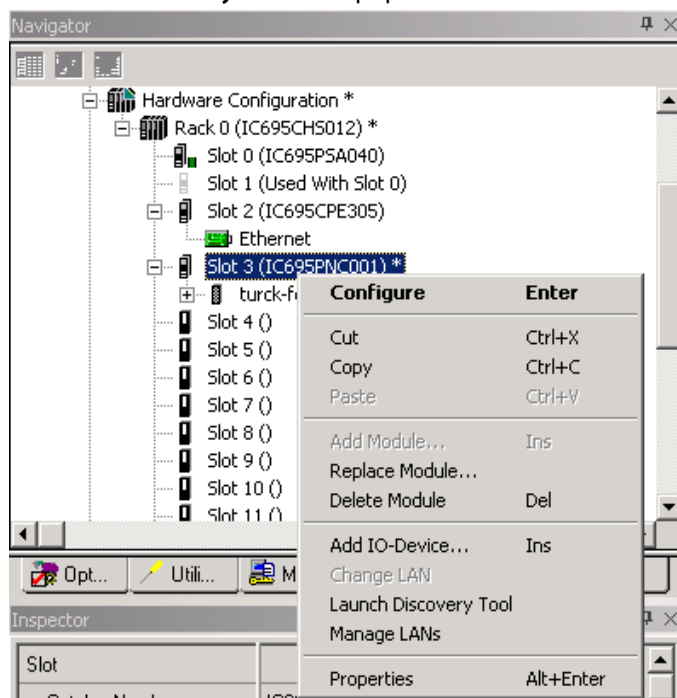 Navigator
Hardware Configuration *
Rack 0 (IC695CHS012) *
Slot 0 (IC695PSA040)
Slot 1 (Used With Slot 0)
Slot 2 (IC695CPE305)
Ethernet
Slot 3 (IC695PNC001) *
turck-f
Slot 4 ()
Slot 5 ()
Slot 6 ()
Slot 7 ()
Slot 8 ()
Slot 9 ()
Slot 10 ()
Slot 11 ()
Configure Enter
Cut Ctrl+X
Copy Ctrl+C
Paste Ctrl+V
Add Module... Ins
Replace Module...
Delete Module Del
Add IO-Device... Ins
Change LAN
Launch Discovery Tool
Manage LANs
Properties Alt+Enter
Opt... Utili... M
Inspector
Slot